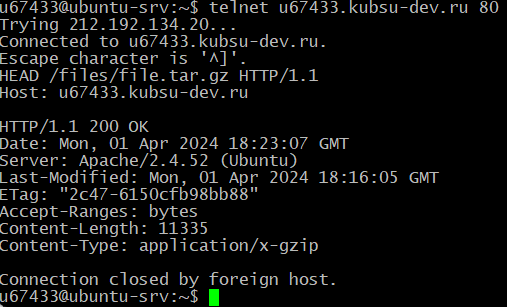 u67433@ubuntu-srv:~$ telnet u67433.kubsu-dev.ru 80
Trying 212.192.134.20...
Connected to u67433.kubsu-dev.ru.
Escape character is '^]'.
HEAD /files/file.tar.gz HTTP/1.1
Host: u67433.kubsu-dev.ru
HTTP/1.1 200 OK
Date: Mon, 01 Apr 2024 18:23:07 GMT
Server: Apache/2.4.52 (Ubuntu)
Last-Modified: Mon, 01 Apr 2024 18:16:05 GMT
ETag: "2c47-6150cfb98bb88"
Accept-Ranges: bytes
Content-Length: 11335
Content-Type: application/x-gzip
Connection closed by foreign host.
u67433@ubuntu-srv:~$